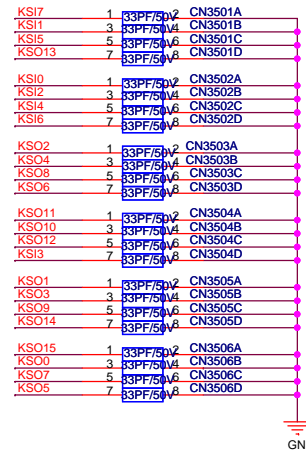 KSI7 1 33PF/50V 2 CN3501A
KSI1 3 33PF/50V 4 CN3501B
KSI5 5 33PF/50V 6 CN3501C
KSO13 7 33PF/50V 8 CN3501D
KSI0 1 33PF/50V 2 CN3502A
KSI2 3 33PF/50V 4 CN3502B
KSI4 5 33PF/50V 6 CN3502C
KSI6 7 33PF/50V 8 CN3502D
KSO2 1 33PF/50V 2 CN3503A
KSO4 3 33PF/50V 4 CN3503B
KSO8 5 33PF/50V 6 CN3503C
KSO6 7 33PF/50V 8 CN3503D
KSO11 1 33PF/50V 2 CN3504A
KSO10 3 33PF/50V 4 CN3504B
KSO12 5 33PF/50V 6 CN3504C
KSI3 7 33PF/50V 8 CN3504D
KSO1 1 33PF/50V 2 CN3505A
KSO3 3 33PF/50V 4 CN3505B
KSO9 5 33PF/50V 6 CN3505C
KSO14 7 33PF/50V 8 CN3505D
KSO15 1 33PF/50V 2 CN3506A
KSO0 3 33PF/50V 4 CN3506B
KSO7 5 33PF/50V 6 CN3506C
KSO5 7 33PF/50V 8 CN3506D
GN